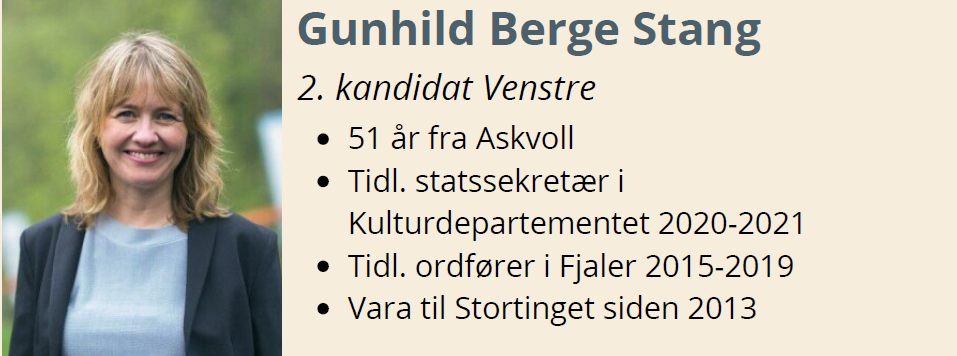 Gunhild Berge Stang
2. kandidat Venstre
• 51 år fra Askvoll
• Tidl. statssekretær i
Kulturdepartementet 2020-2021
• Tidl. ordfører i Fjaler 2015-2019
• Vara til Stortinget siden 2013